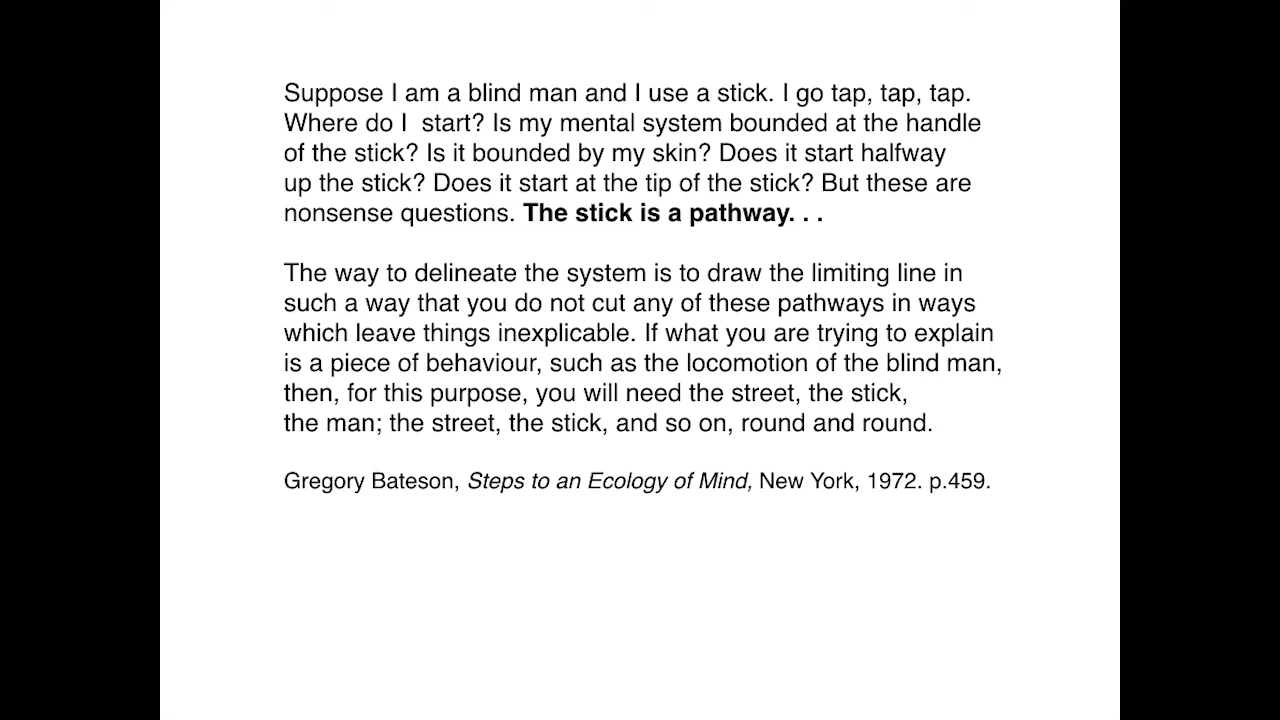 Suppose I am a blind man and I use a stick. I go tap, tap, tap.
Where do I  start? Is my mental system bounded at the handle
of the stick? Is it bounded by my skin? Does it start halfway
up the stick? Does it start at the tip of the stick? But these are
nonsense questions. The stick is a pathway. . .
The way to delineate the system is to draw the limiting line in
such a way that you do not cut any of these pathways in ways
which leave things inexplicable. If what you are trying to explain
is a piece of behaviour, such as the locomotion of the blind man,
then, for this purpose, you will need the street, the stick,
the man; the street, the stick, and so on, round and round.
Gregory Bateson, Steps to an Ecology of Mind, New York, 1972. p.459.